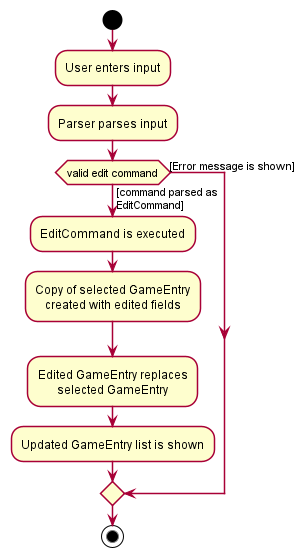 User enters input
Parser parses input
valid edit command
[Error message is shown]
[command parsed as
EditCommand]
EditCommand is executed
Copy of selected GameEntry
created with edited fields
Edited GameEntry replaces
selected GameEntry
Updated GameEntry list is shown